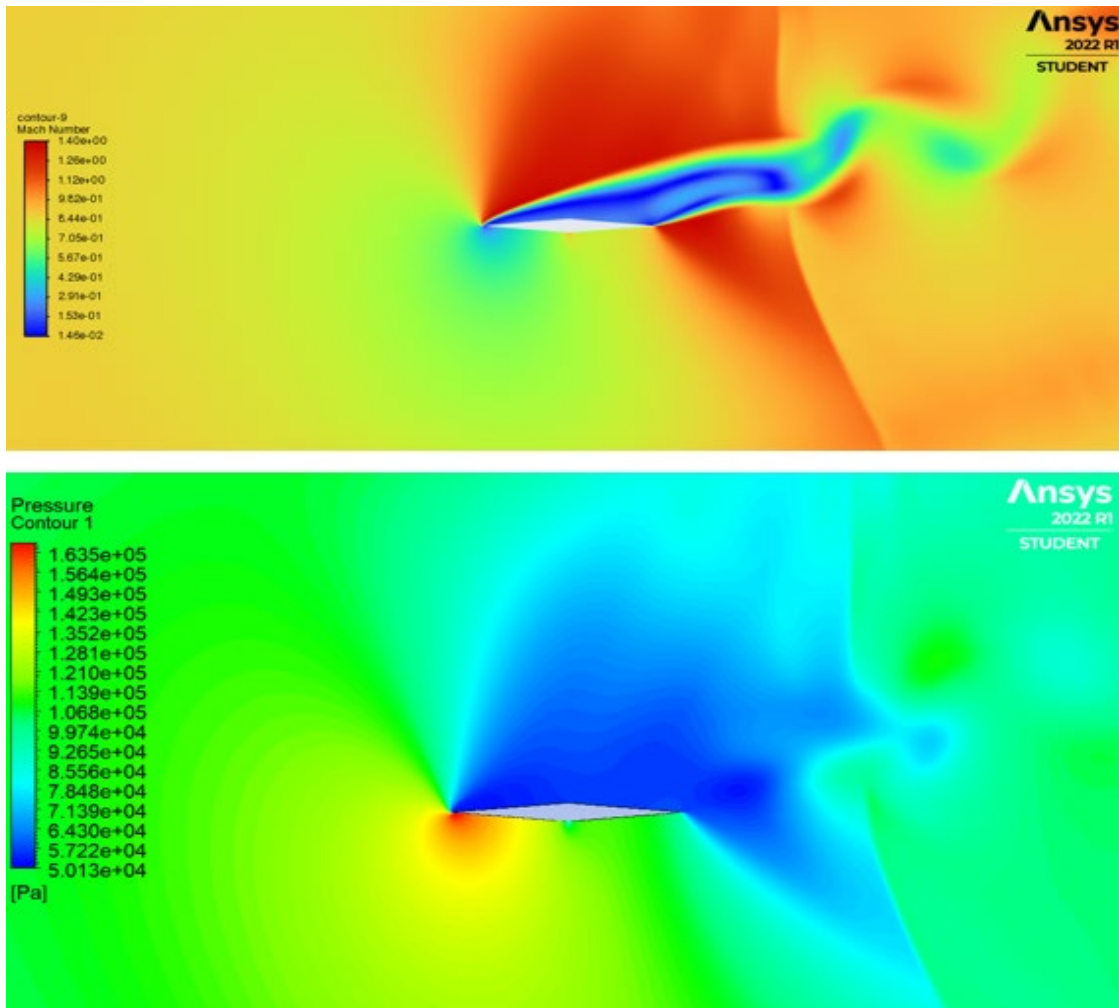 Ansys
2022 R1
STUDENT
contour-9
Mach Number
1.40e+00
1.26e+00
1.12e+00
9.82e-01
8.44e-01
7.05e-01
5.67e-01
4.29e-01
2.91e-01
1.53e-01
1.46e-02
Ansys
2022 R1
STUDENT
Pressure
Contour 1
1.635e+05
1.564e+05
1.493e+05
1.423e+05
1.352e+05
1.281e+05
1.210e+05
1.139e+05
1.068e+05
9.974e+04
9.265e+04
8.556e+04
7.848e+04
7.139e+04
6.430e+04
5.722e+04
5.013e+04
[Pa]